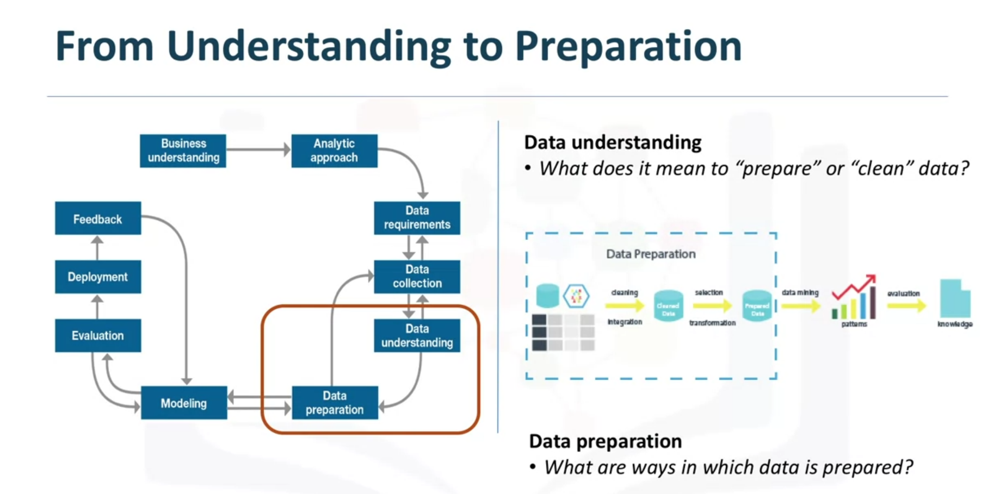 From Understanding to Preparation
Business
understanding
Analytic
approach
Feedback
Data
requirements
Deployment
Data
collection
Evaluation
Data
understanding
Modeling
Data
preparation
Data understanding
• What does it mean to “prepare” or “clean” data?
Data Preparation
cleaning
integration
Cleaned
Data
selection
transformation
Prepared
Data
data mining
patterns
evaluation
knowledge
Data preparation
• What are ways in which data is prepared?